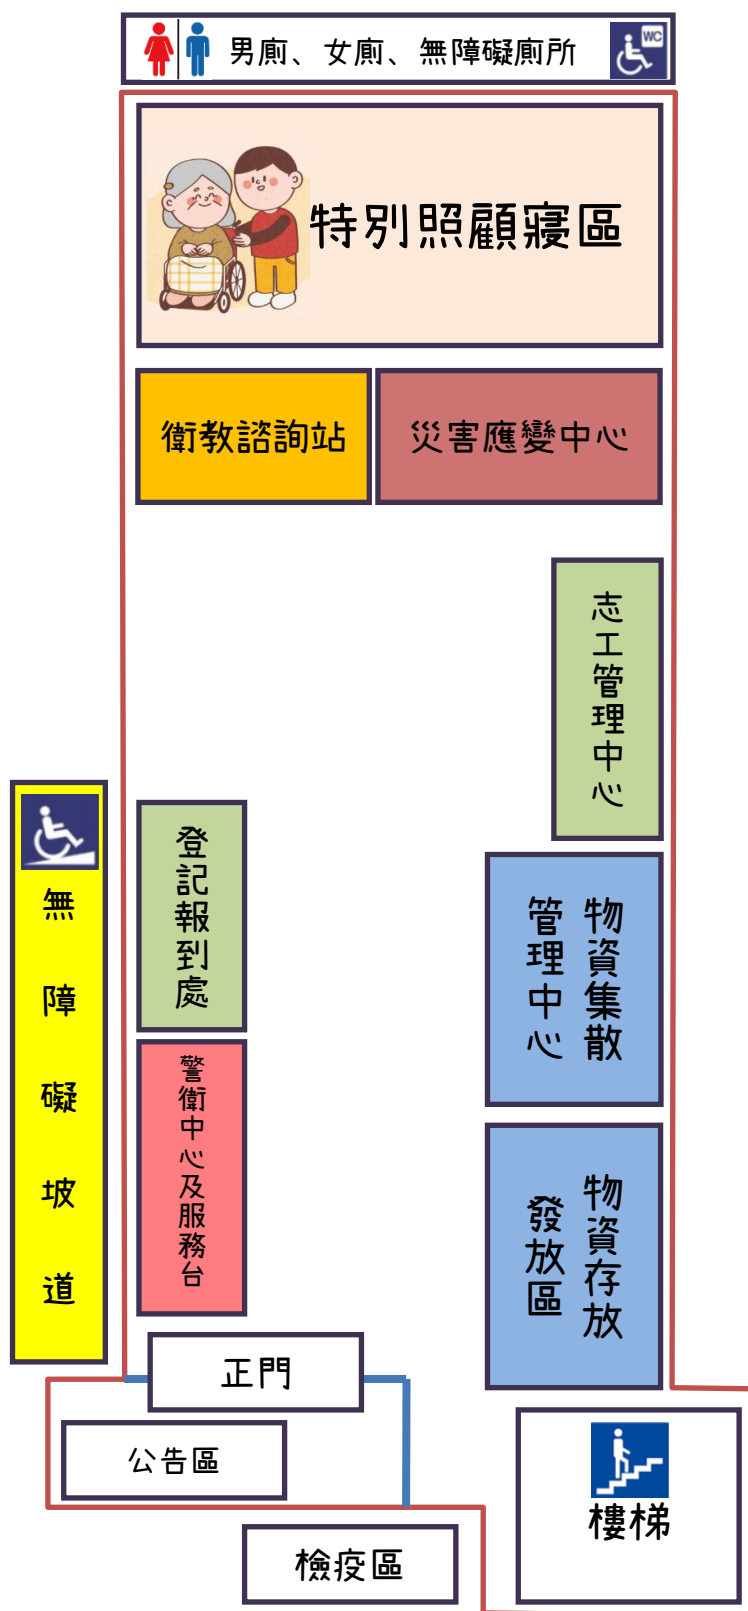 男廁、女廁、無障礙廁所
WC
特別照顧寢區
衛教諮詢站
災害應變中心
志工管理中心
無障礙坡道
登記報到處
物資集散
管理中心
警衛中心及服務台
物資存放
發放區
正門
公告區
樓梯
檢疫區